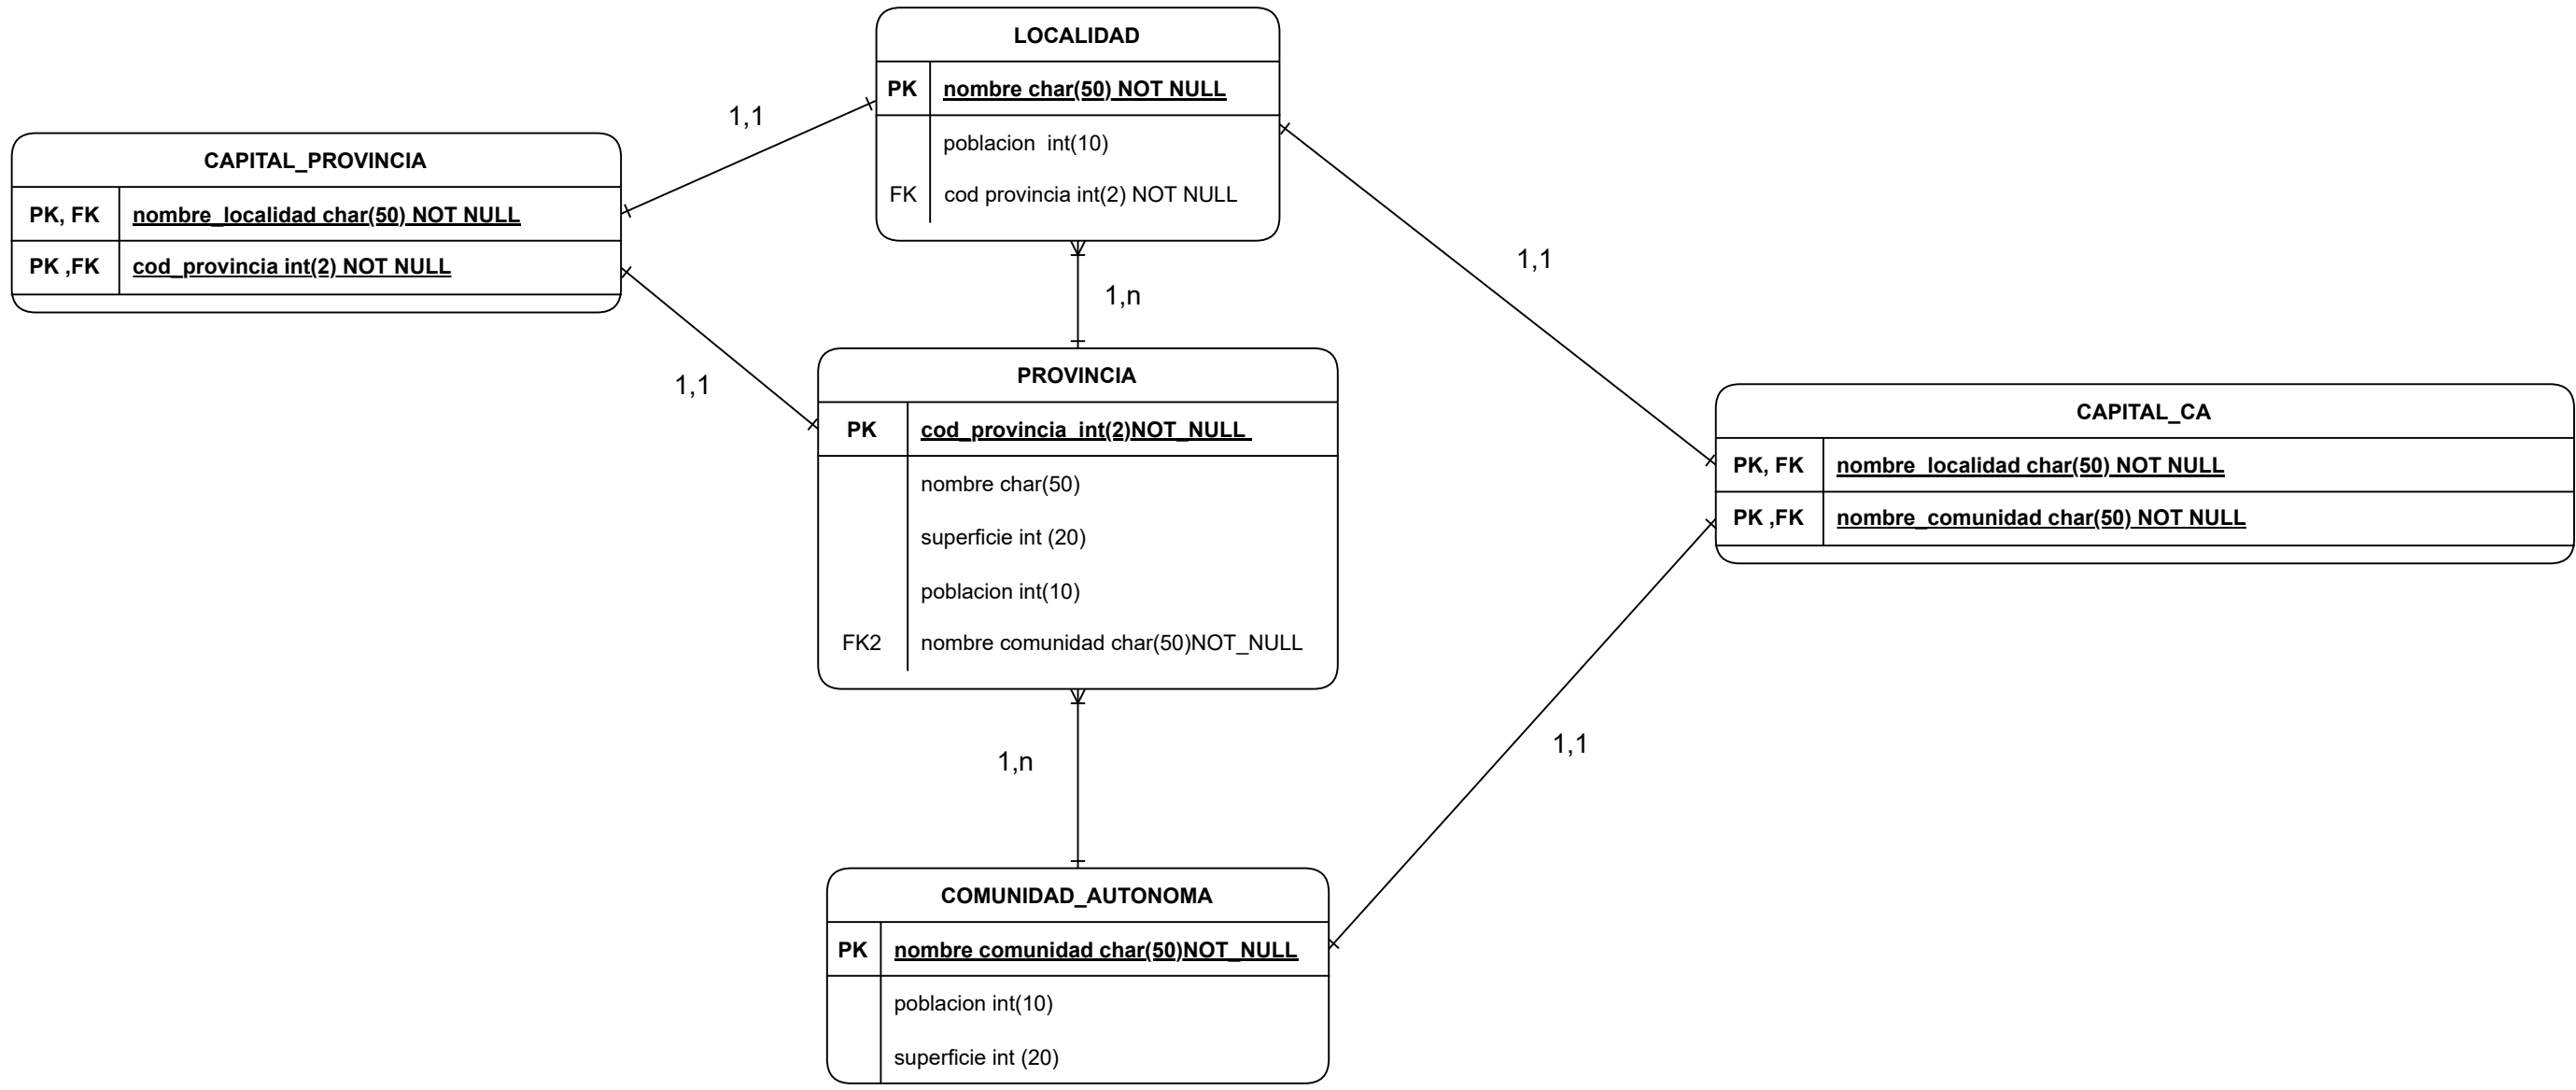 LOCALIDAD
PK nombre char(50) NOT NULL
poblacion int(10)
FK cod provincia int(2) NOT NULL
1,1
CAPITAL_PROVINCIA
PK, FK nombre_localidad char(50) NOT NULL
PK ,FK cod_provincia int(2) NOT NULL
1,1
1,n
1,1
PROVINCIA
PK cod_provincia int(2)NOT_NULL
nombre char(50)
superficie int (20)
poblacion int(10)
FK2 nombre comunidad char(50)NOT_NULL
CAPITAL_CA
PK, FK nombre_localidad char(50) NOT NULL
PK ,FK nombre_comunidad char(50) NOT NULL
1,n
1,1
COMUNIDAD_AUTONOMA
PK nombre comunidad char(50)NOT_NULL
poblacion int(10)
superficie int (20)